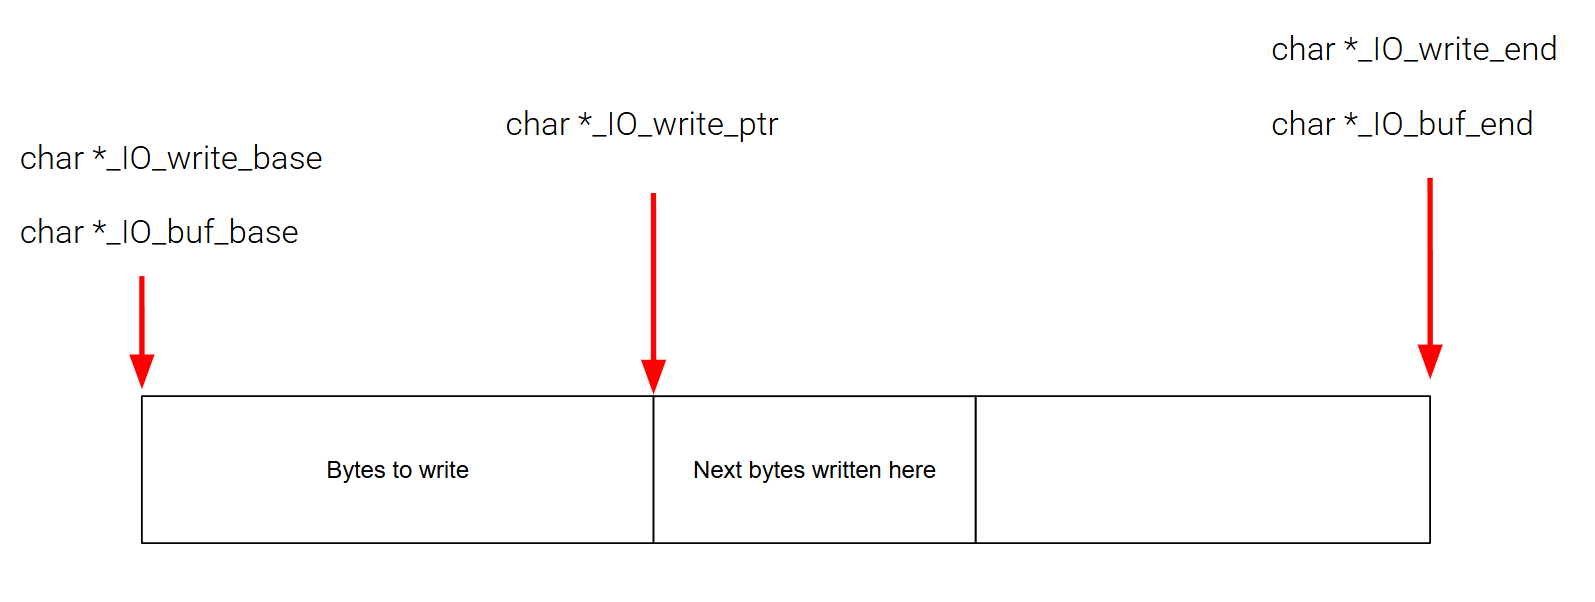 char *_IO_write_base
char *_IO_buf_base
char *_IO_write_ptr
char *_IO_write_end
char *_IO_buf_end
Bytes to write
Next bytes written here